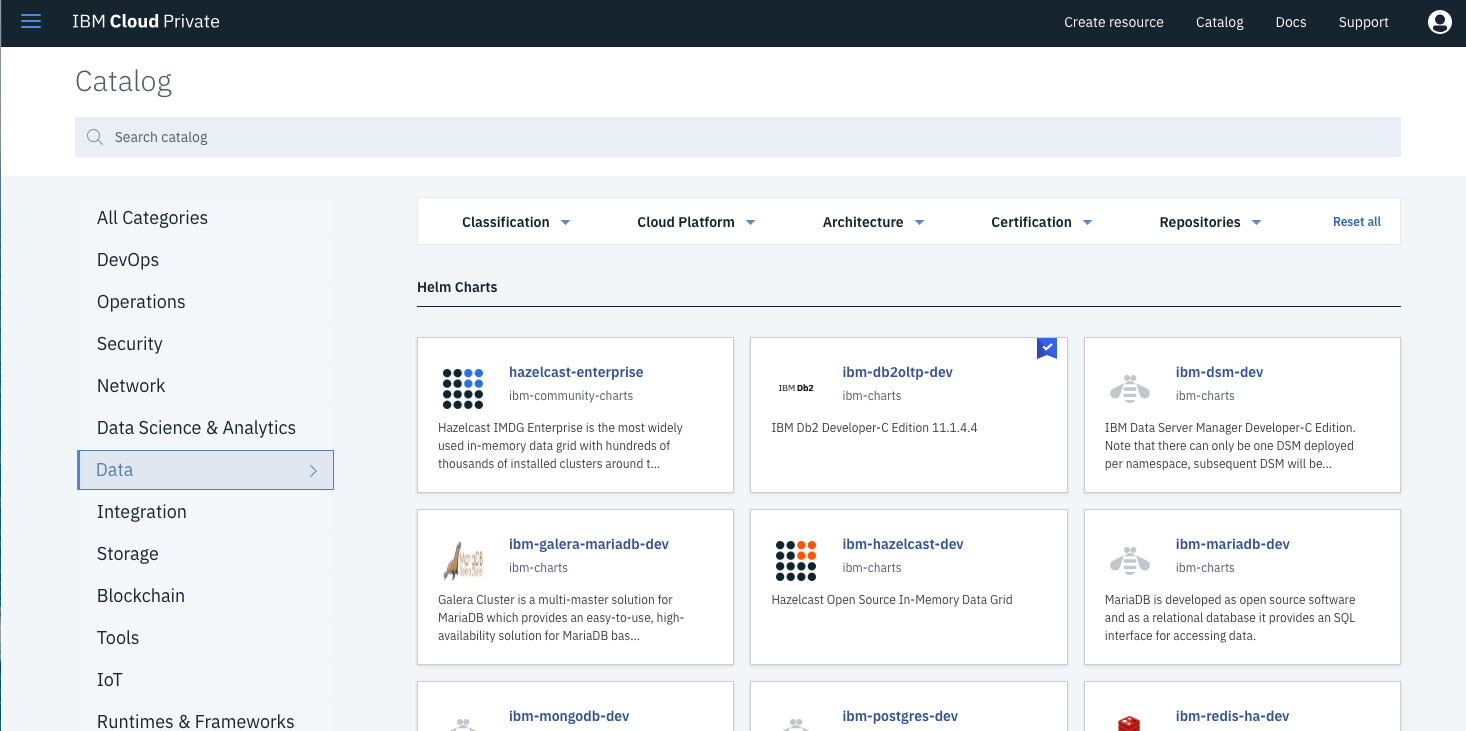 IBM Cloud Private
Create resource
Catalog
Docs
Support
Catalog
Search catalog
All Categories
DevOps
Operations
Security
Network
Data Science & Analytics
Data
Integration
Storage
Blockchain
Tools
IoT
Runtimes & Frameworks
Classification
Cloud Platform
Architecture
Certification
Repositories
Reset all
Helm Charts
hazelcast-enterprise
ibm-community-charts
Hazelcast IMDG Enterprise is the most widely
used in-memory data grid with hundreds of
thousands of installed clusters around t...
IBM Db2
ibm-db2oltp-dev
ibm-charts
IBM Db2 Developer-C Edition 11.1.4.4
ibm-dsm-dev
ibm-charts
IBM Data Server Manager Developer-C Edition.
Note that there can only be one DSM deployed
per namespace, subsequent DSM will be...
MariaDB
Galera Cluster
ibm-galera-mariadb-dev
ibm-charts
Galera Cluster is a multi-master solution for
MariaDB which provides an easy-to-use, high-
availability solution for MariaDB bas...
ibm-hazelcast-dev
ibm-charts
Hazelcast Open Source In-Memory Data Grid
ibm-mariadb-dev
ibm-charts
MariaDB is developed as open source software
and as a relational database it provides an SQL
interface for accessing data.
ibm-mongodb-dev
ibm-postgres-dev
ibm-redis-ha-dev